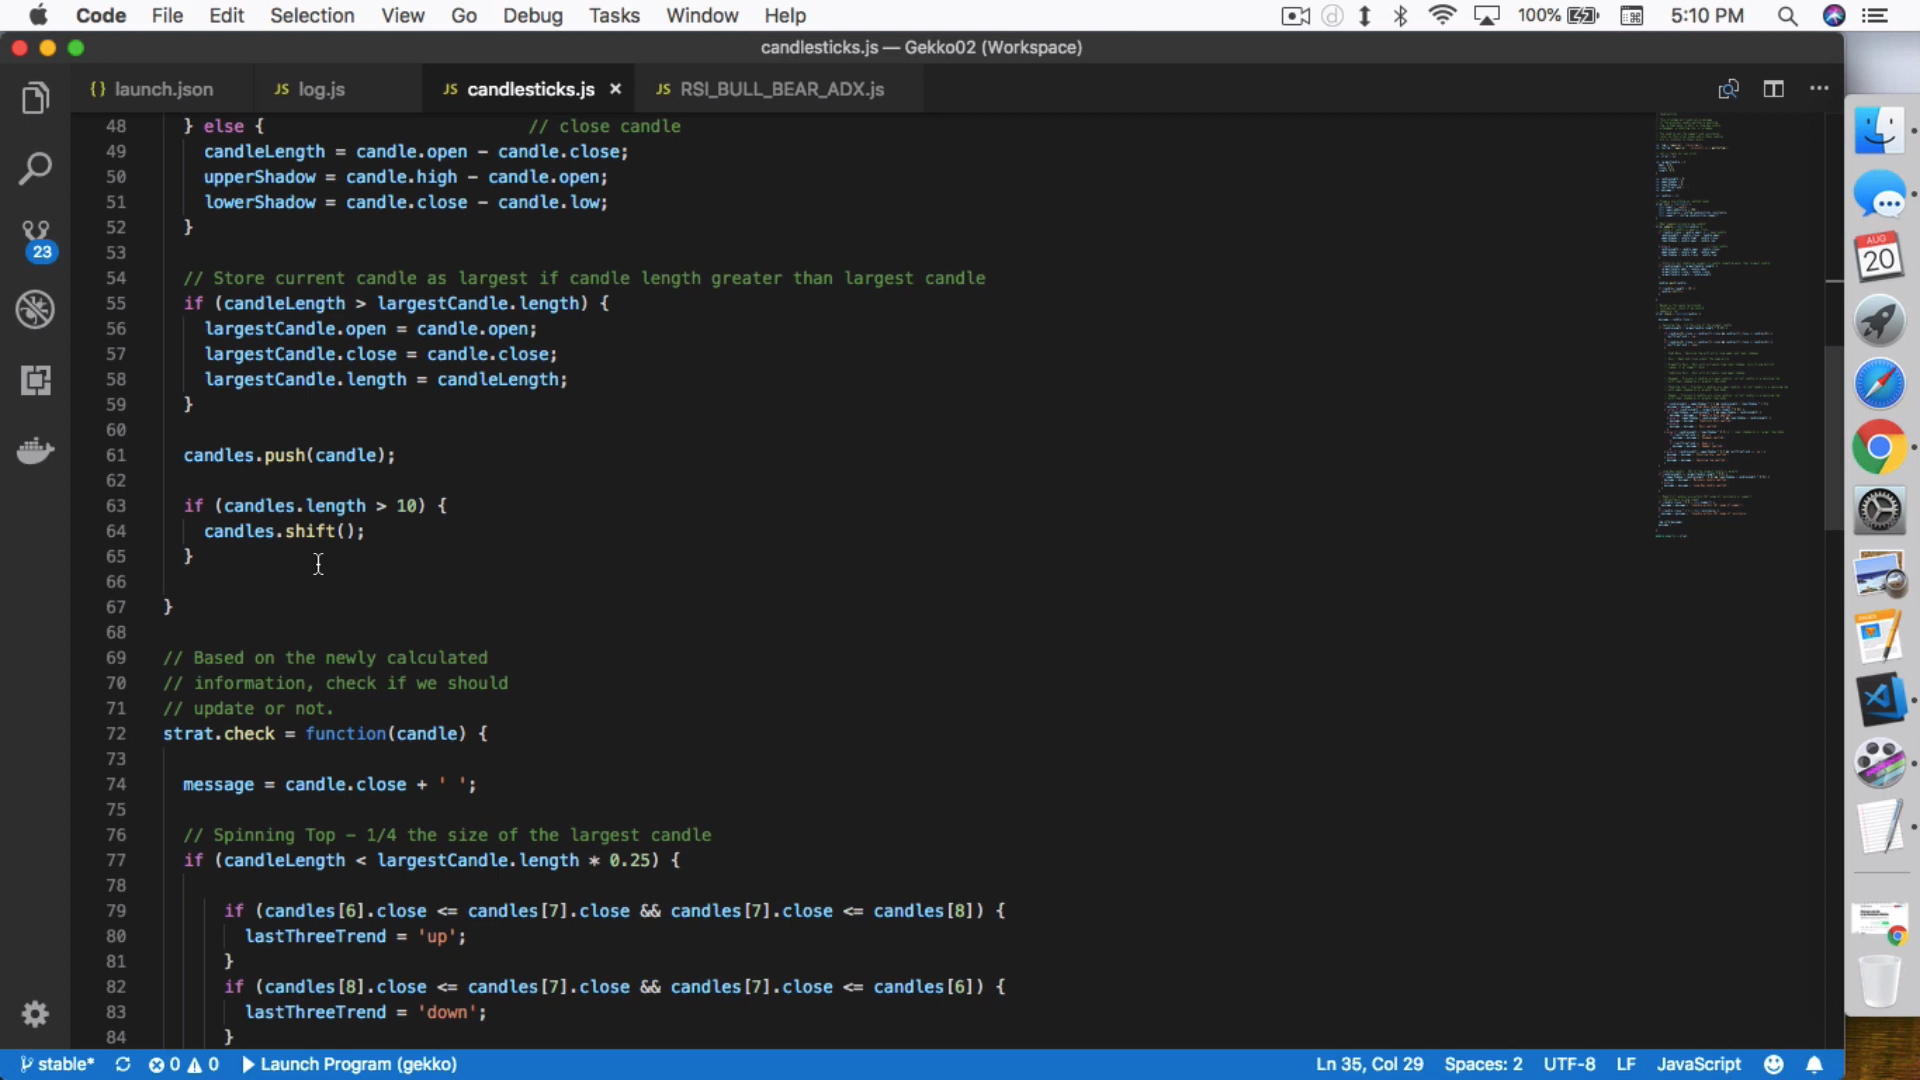 Code File Edit Selection View Go Debug Tasks Window Help 100% 5:10 PM
candlesticks.js — Gekko02 (Workspace)
{} launch.json JS log.js JS candlesticks.js × JS RSI_BULL_BEAR_ADX.js
48 } else { // close candle
49 candleLength = candle.open - candle.close;
50 upperShadow = candle.high - candle.open;
51 lowerShadow = candle.close - candle.low;
52 }
53
54 // Store current candle as largest if candle length greater than largest candle
55 if (candleLength > largestCandle.length) {
56 largestCandle.open = candle.open;
57 largestCandle.close = candle.close;
58 largestCandle.length = candleLength;
59 }
60
61 candles.push(candle);
62
63 if (candles.length > 10) {
64 candles.shift();
65 }
66
67 }
68
69 // Based on the newly calculated
70 // information, check if we should
71 // update or not.
72 strat.check = function(candle) {
73
74 message = candle.close + ' ';
75
76 // Spinning Top - 1/4 the size of the largest candle
77 if (candleLength < largestCandle.length * 0.25) {
78
79 if (candles[6].close <= candles[7].close && candles[7].close <= candles[8]) {
80 lastThreeTrend = 'up';
81 }
82 if (candles[8].close <= candles[7].close && candles[7].close <= candles[6]) {
83 lastThreeTrend = 'down';
84 }
23
AUG
20
PAGES
stable* 0 0 Launch Program (gekko) Ln 35, Col 29 Spaces: 2 UTF-8 LF JavaScript